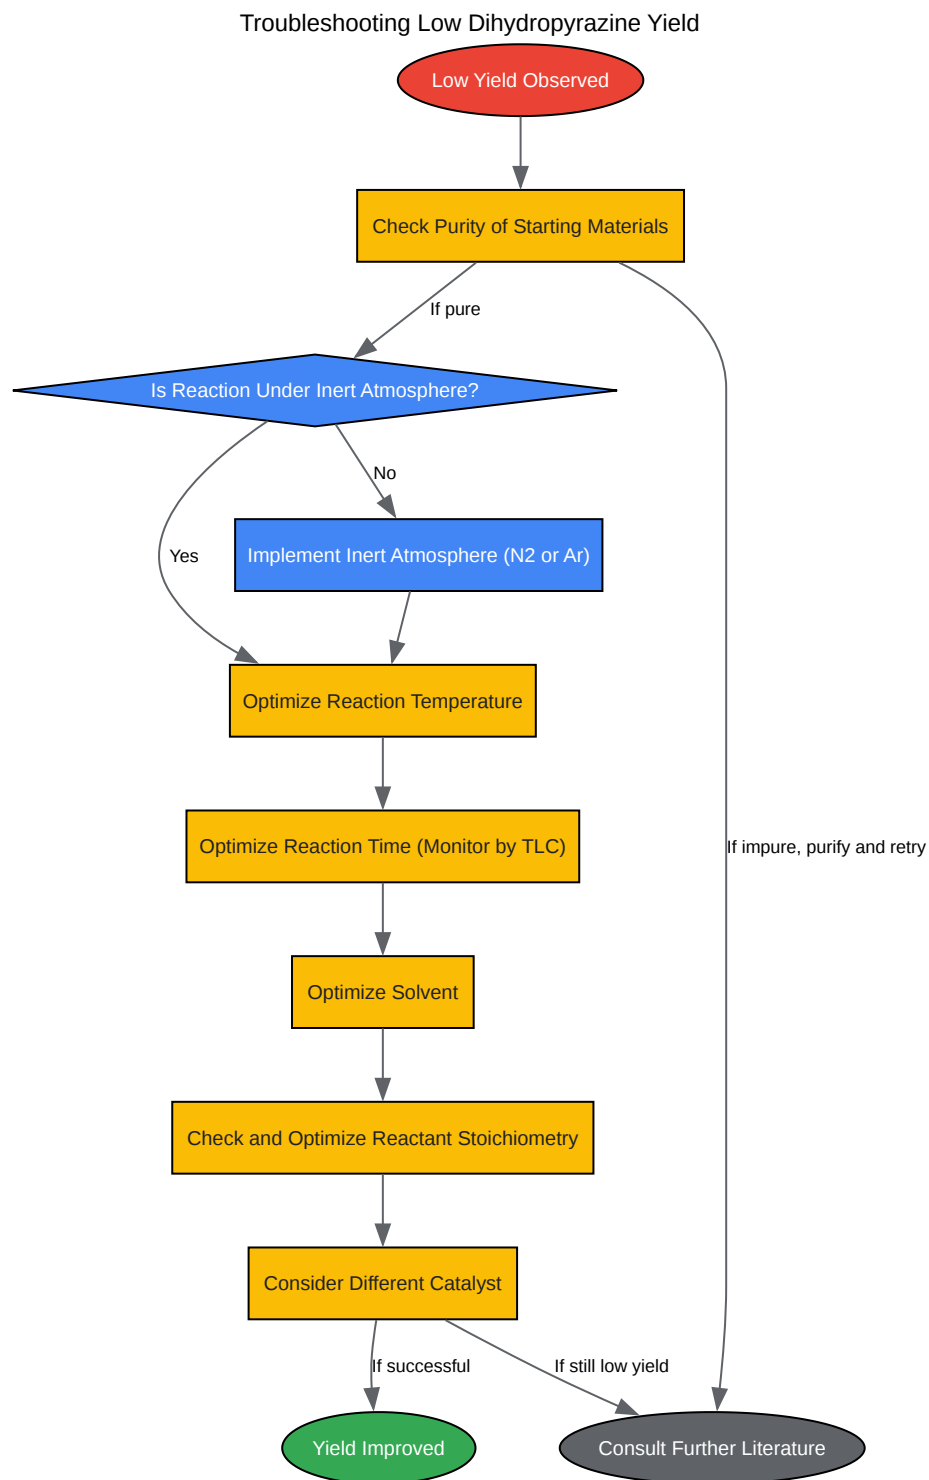 Troubleshooting Low Dihydropyrazine Yield
Low Yield Observed
Check Purity of Starting Materials
If pure
Is Reaction Under Inert Atmosphere?
No
Yes
Implement Inert Atmosphere (N2 or Ar)
Optimize Reaction Temperature
Optimize Reaction Time (Monitor by TLC)
If impure, purify and retry
Optimize Solvent
Check and Optimize Reactant Stoichiometry
Consider Different Catalyst
If successful
If still low yield
Yield Improved
Consult Further Literature